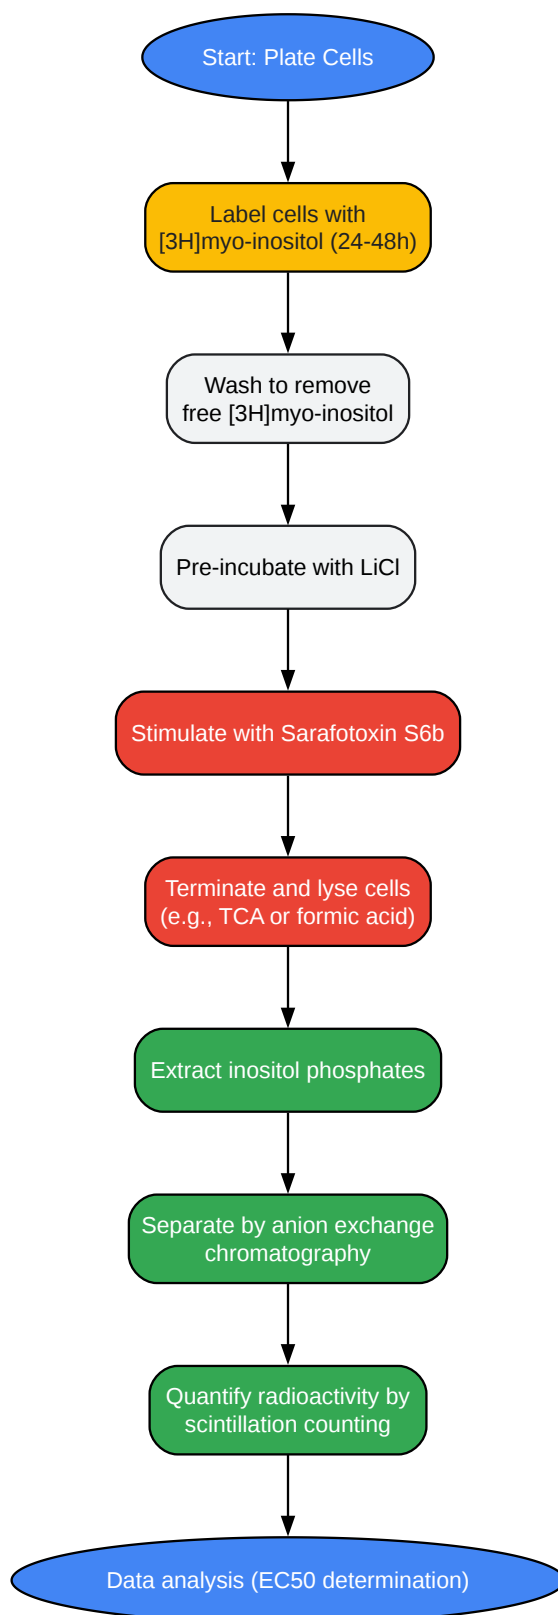 Start: Plate Cells
Label cells with
[3H]myo-inositol (24-48h)
Wash to remove
free [3H]myo-inositol
Pre-incubate with LiCl
Stimulate with Sarafotoxin S6b
Terminate and lyse cells
(e.g., TCA or formic acid)
Extract inositol phosphates
Separate by anion exchange
chromatography
Quantify radioactivity by
scintillation counting
Data analysis (EC50 determination)